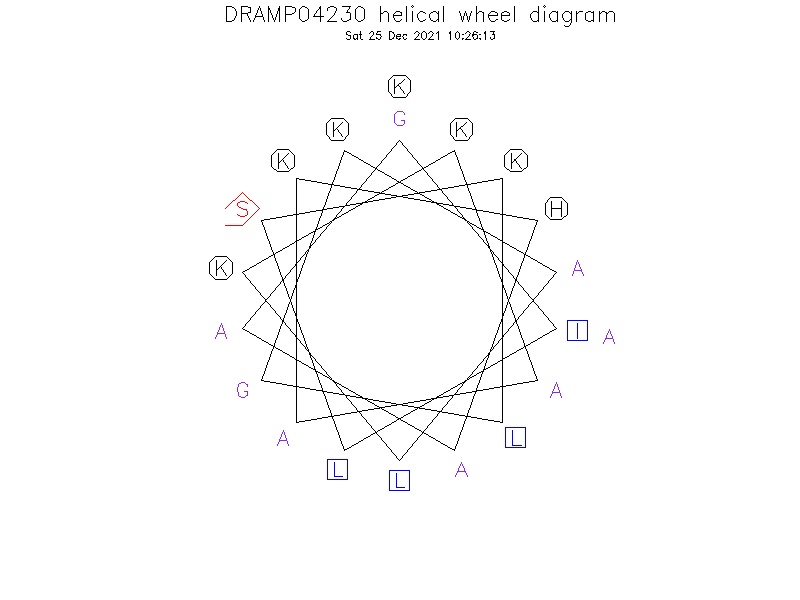 DRAMP04230 helical wheel diagram
Sat 25 Dec 2021 10:26:13
K
G
K K
K K
S H
K A
A I A
G A
A L
L A
L